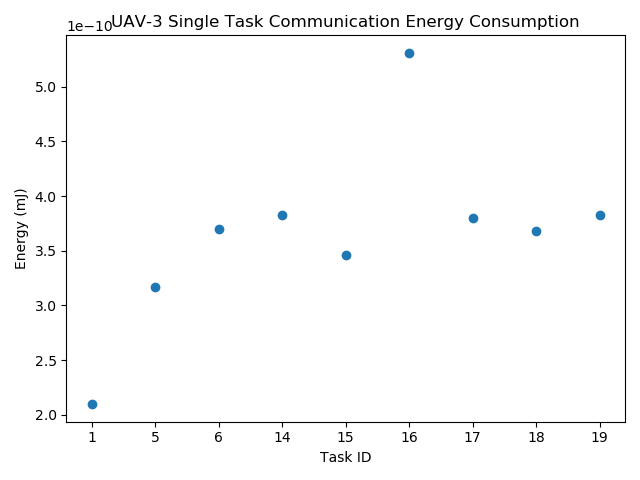 UAV-3 Single Task Communication Energy Consumption
1e−10
5.0
4.5
4.0
3.5
3.0
2.5
2.0
Energy (mJ)
1 5 6 14 15 16 17 18 19
Task ID